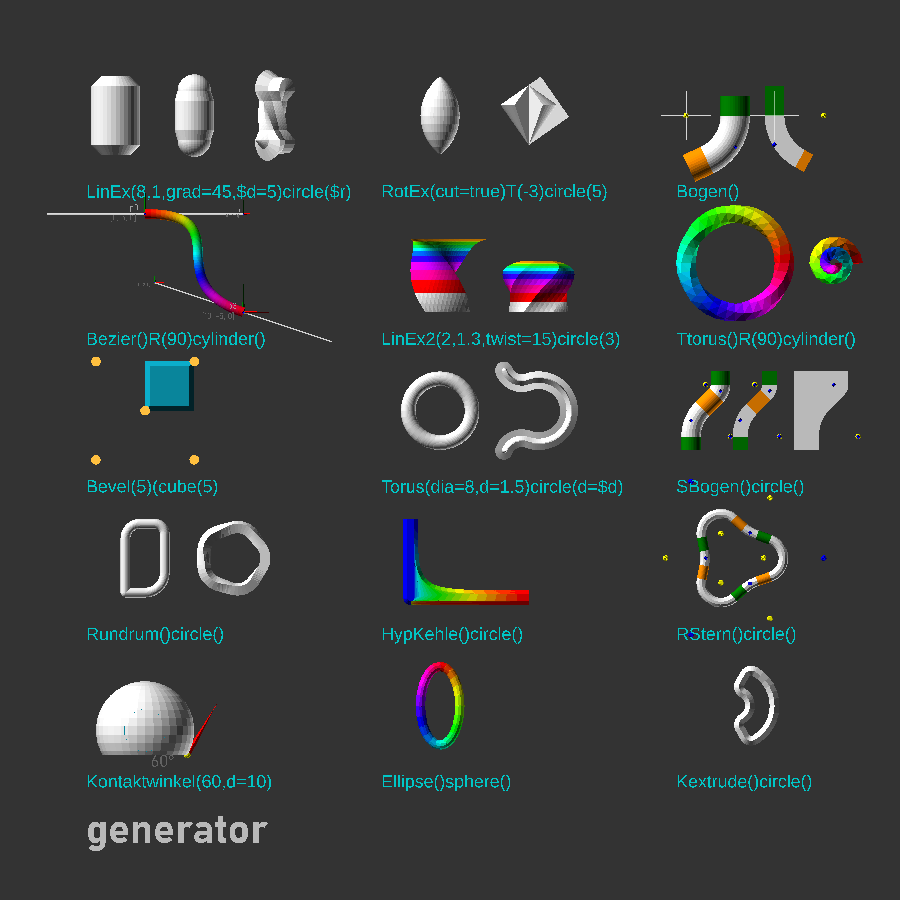 LinEx(8,1,grad=45,$d=5)circle($r) RotEx(cut=true)T(-3)circle(5) Bogen()
Bezier()R(90)cylinder() LinEx2(2,1.3,twist=15)circle(3) Ttorus()R(90)cylinder()
Bevel(5)(cube(5) Torus(dia=8,d=1.5)circle(d=$d) SBogen()circle()
Rundrum()circle() HypKehle()circle() RStern()circle()
60°
Kontaktwinkel(60,d=10) Ellipse()sphere() Kextrude()circle()
generator